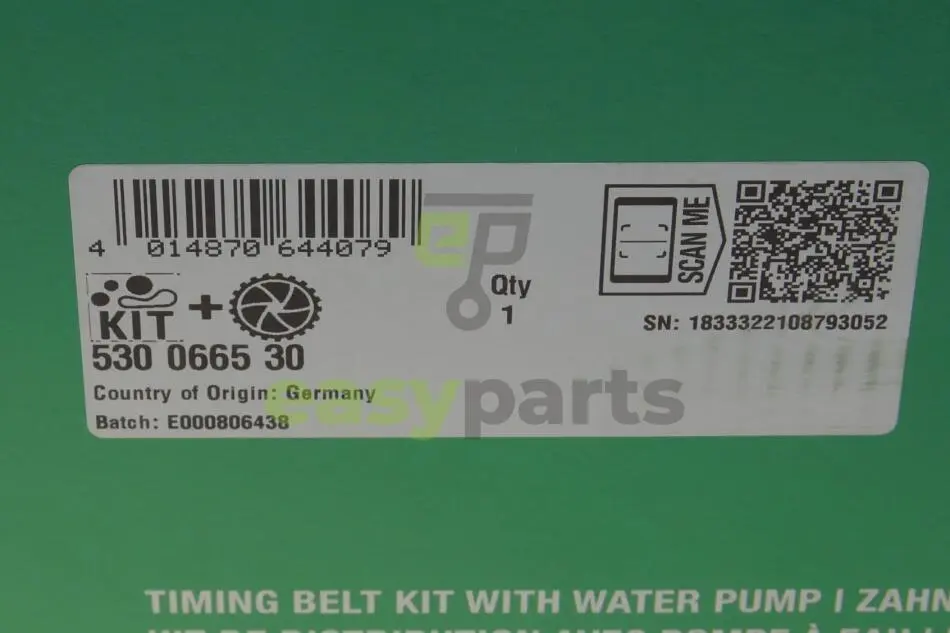 4 014870 644079
SCAN ME
KIT +
Qty
1
SN: 1833322108793052
530 0665 30
Country of Origin: Germany
Batch: E000806438
easyparts
TIMING BELT KIT WITH WATER PUMP | ZAHN